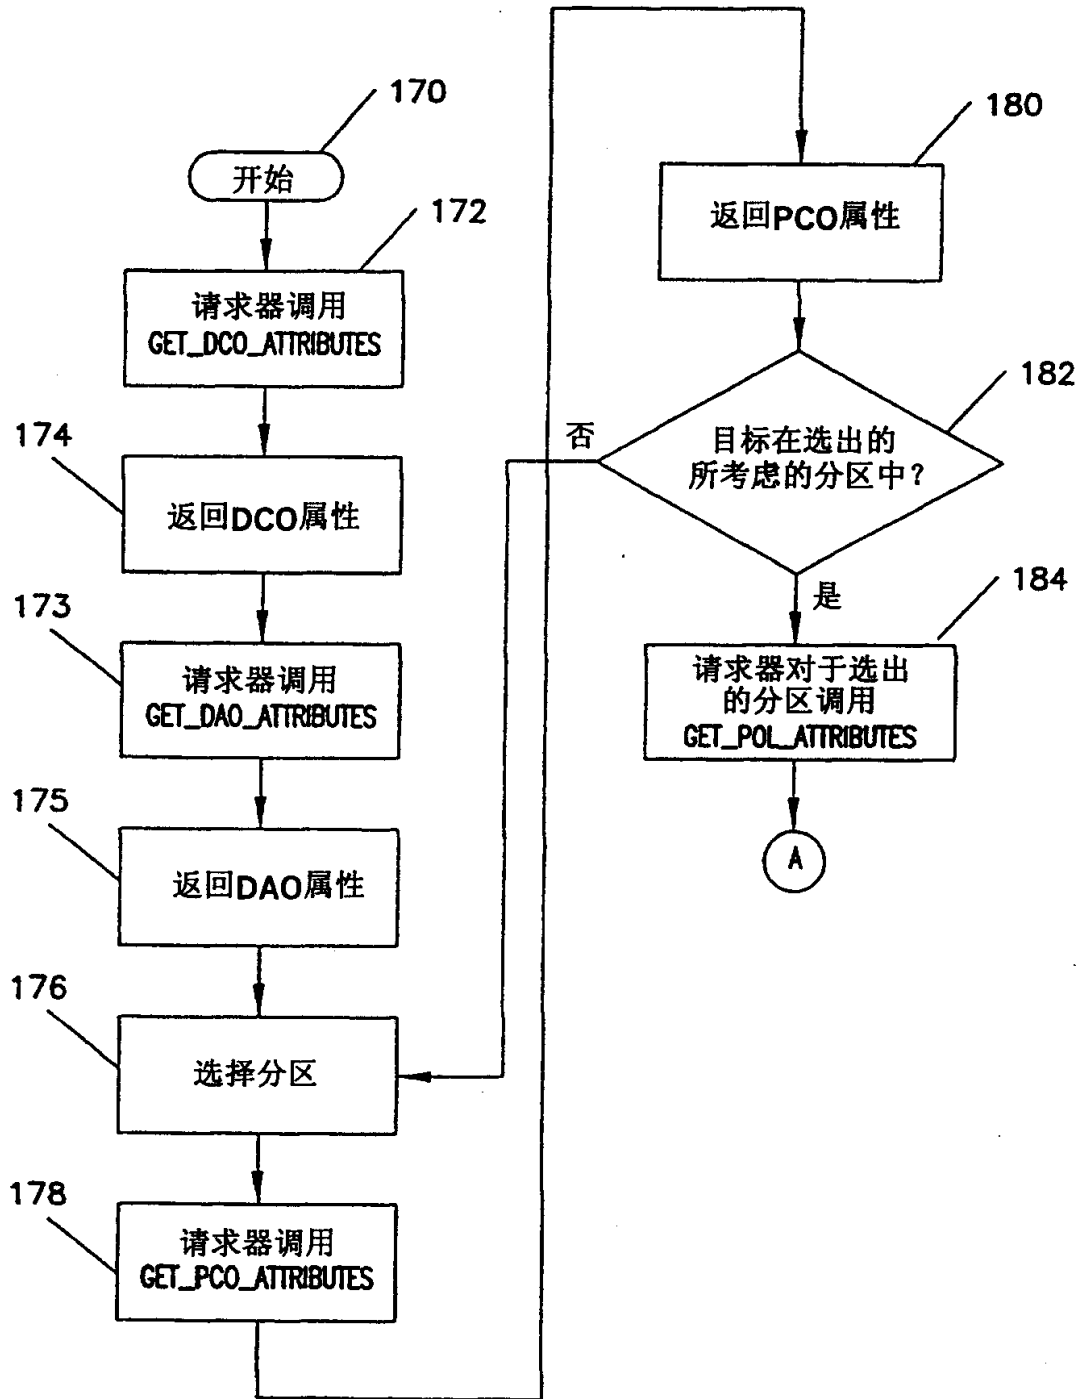 170
开始
172
请求器调用
GET_DCO_ATTRIBUTES
174
返回DCO属性
173
请求器调用
GET_DAO_ATTRIBUTES
175
返回DAO属性
176
选择分区
178
请求器调用
GET_PCO_ATTRIBUTES
180
返回PCO属性
182
否
目标在选出的
所考虑的分区中？
是
184
请求器对于选出
的分区调用
GET_POL_ATTRIBUTES
A